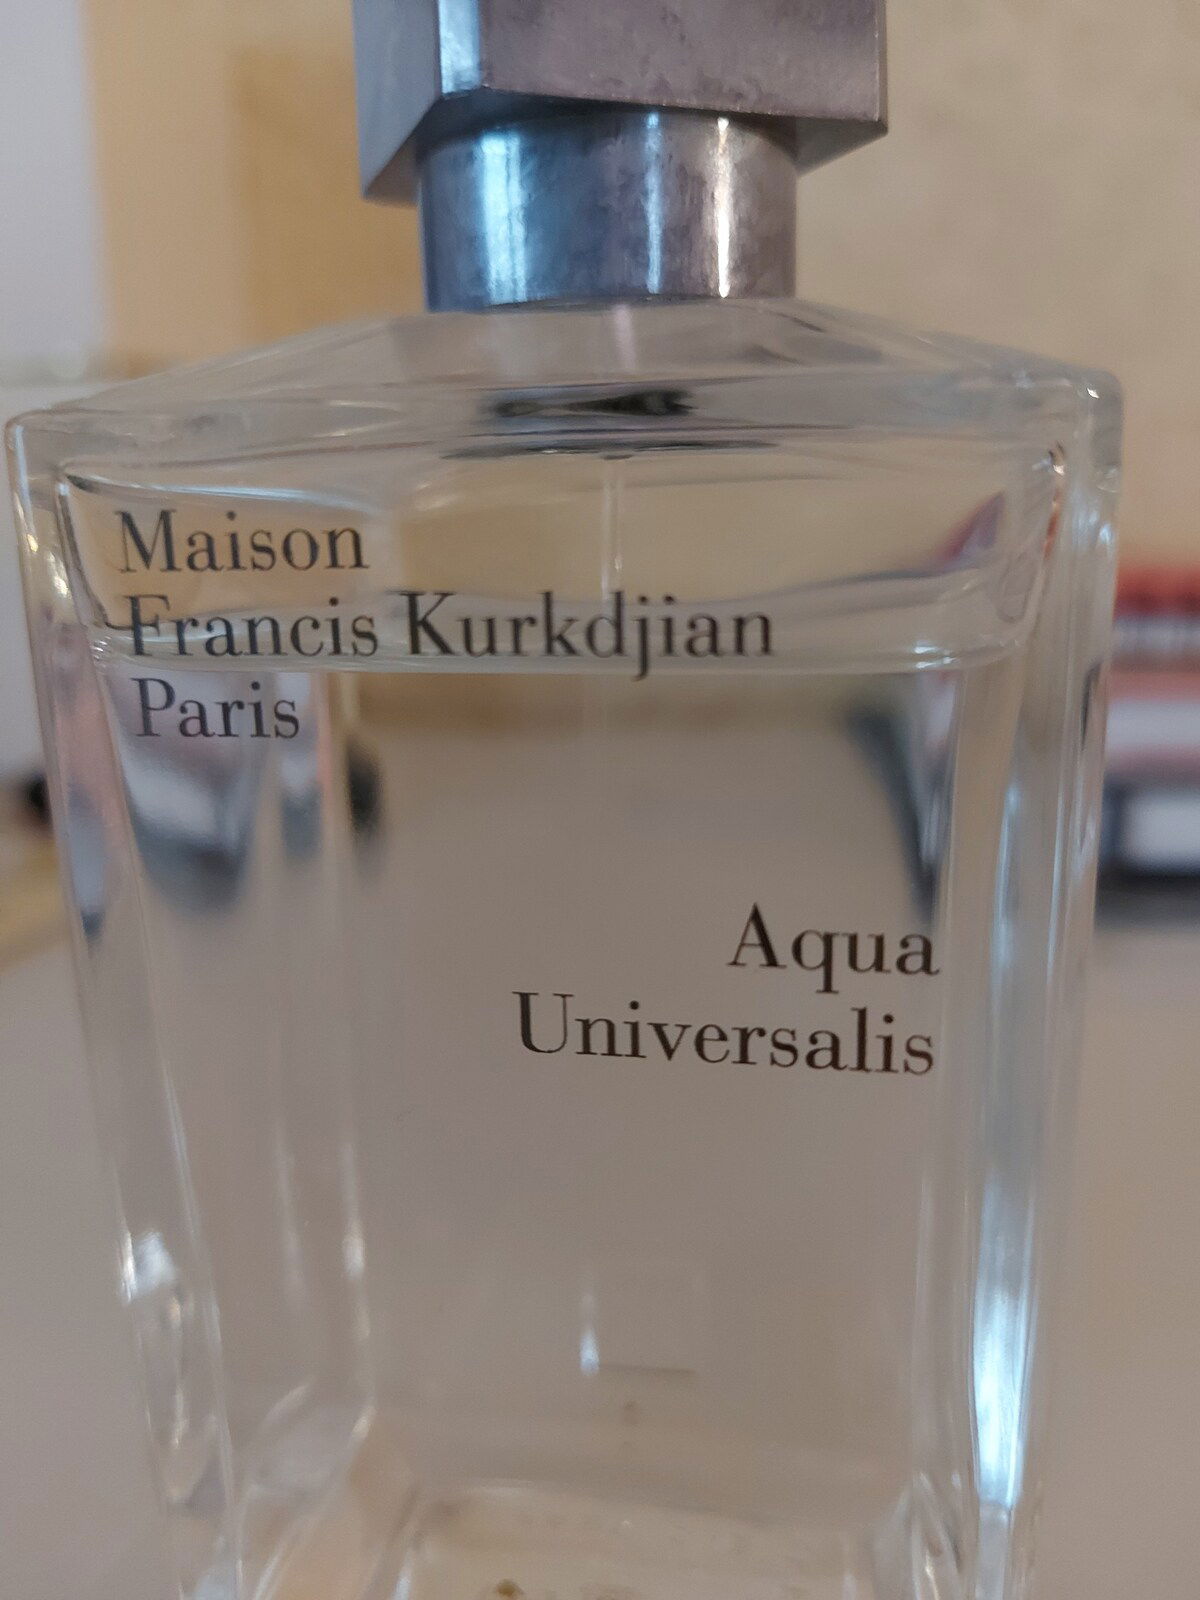 Maison
Francis Kurkdjian
Paris
Aqua
Universalis